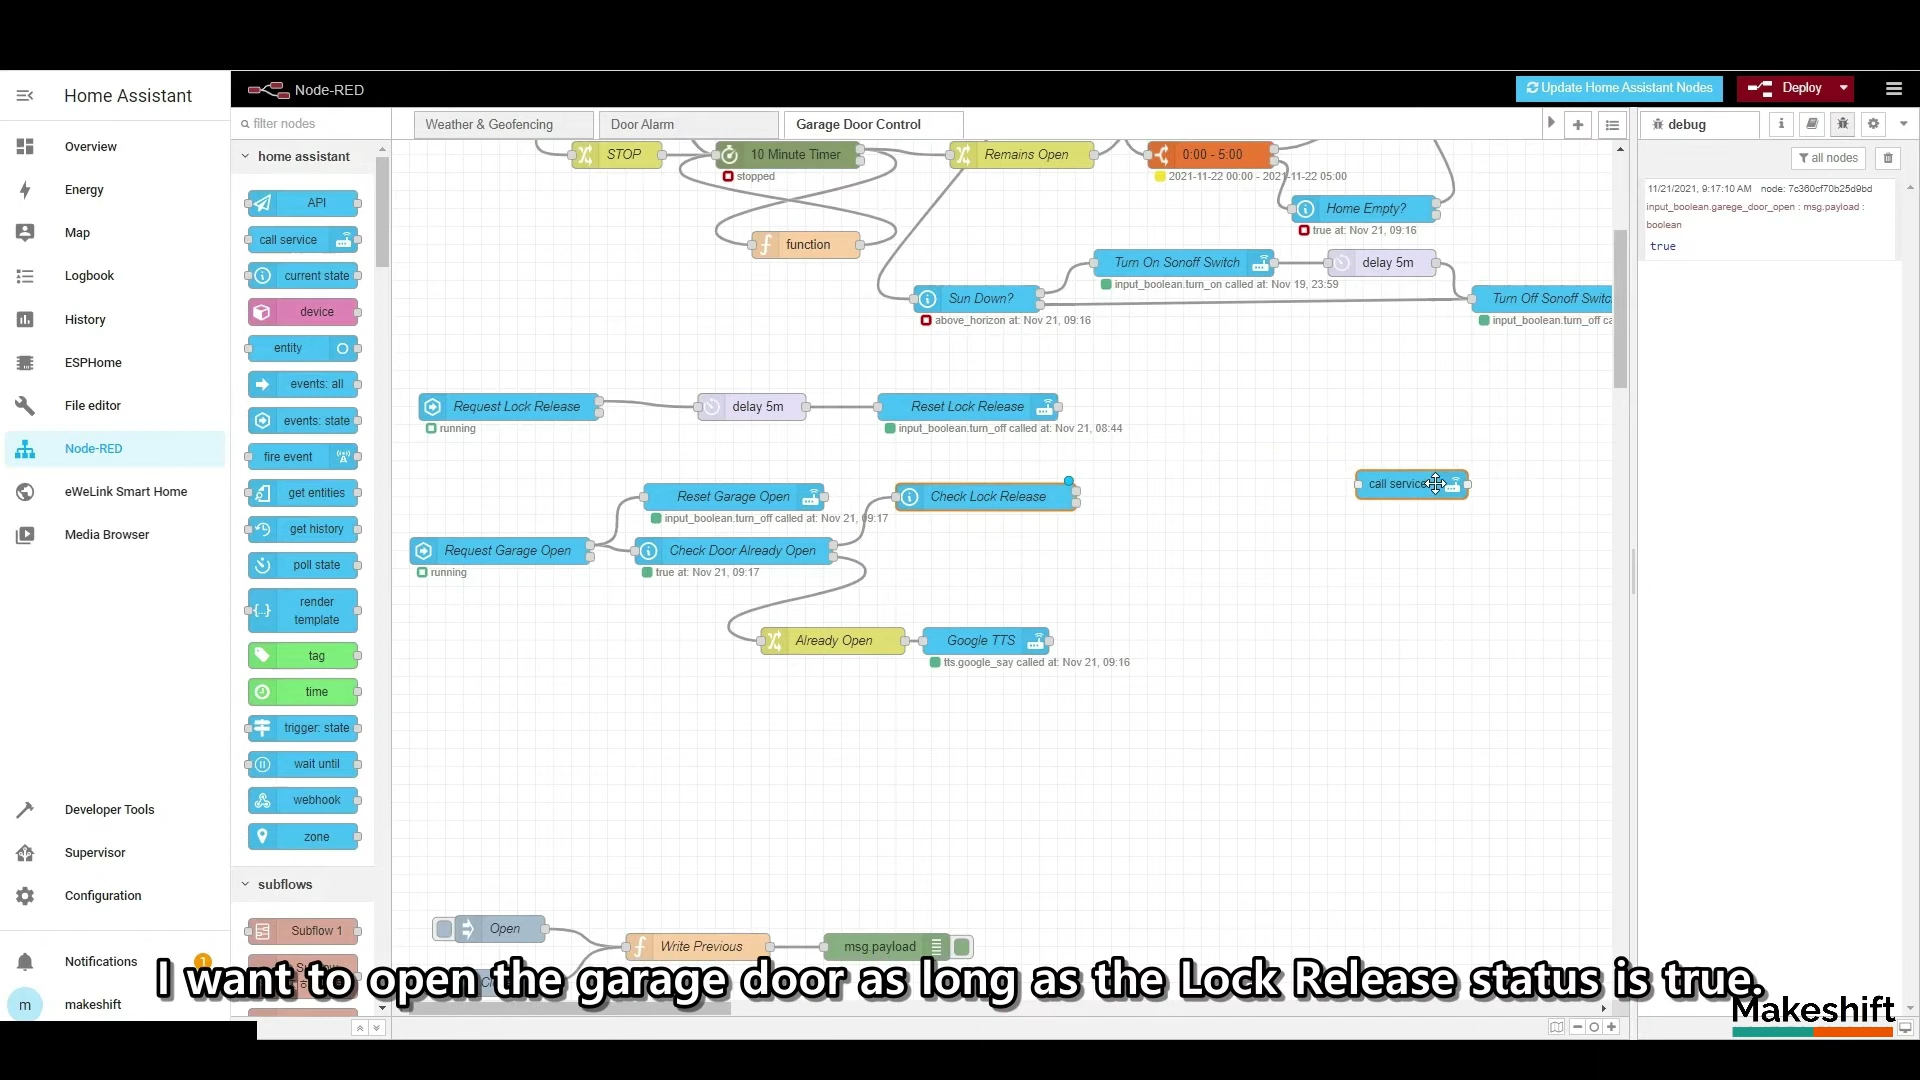 Home Assistant
Node-RED
Update Home Assistant Nodes
Deploy
filter nodes
Weather & Geofencing
Door Alarm
Garage Door Control
debug
all nodes
Overview
Energy
Map
Logbook
History
ESPHome
File editor
Node-RED
eWeLink Smart Home
Media Browser
Developer Tools
Supervisor
Configuration
Notifications
1
m
makeshift
home assistant
API
call service
current state
device
entity
events: all
events: state
fire event
get entities
get history
poll state
render
template
tag
time
trigger: state
wait until
webhook
zone
subflows
Subflow 1
STOP
10 Minute Timer
stopped
Remains Open
0:00 - 5:00
2021-11-22 00:00 - 2021-11-22 05:00
function
Home Empty?
true at: Nov 21, 09:16
Turn On Sonoff Switch
input_boolean.turn_on called at: Nov 19, 23:59
delay 5m
Sun Down?
above_horizon at: Nov 21, 09:16
Turn Off Sonoff Switc
input_boolean.turn_off ca
Request Lock Release
running
delay 5m
Reset Lock Release
input_boolean.turn_off called at: Nov 21, 08:44
Reset Garage Open
input_boolean.turn_off called at: Nov 21, 09:17
Check Lock Release
call service
Request Garage Open
running
Check Door Already Open
true at: Nov 21, 09:17
Already Open
Google TTS
tts.google_say called at: Nov 21, 09:16
Open
Write Previous
msg.payload
11/21/2021, 9:17:10 AM node: 7c360cf70b25d9bd
input_boolean.garege_door_open : msg.payload :
boolean
true
I want to open the garage door as long as the Lock Release status is true.
Makeshift